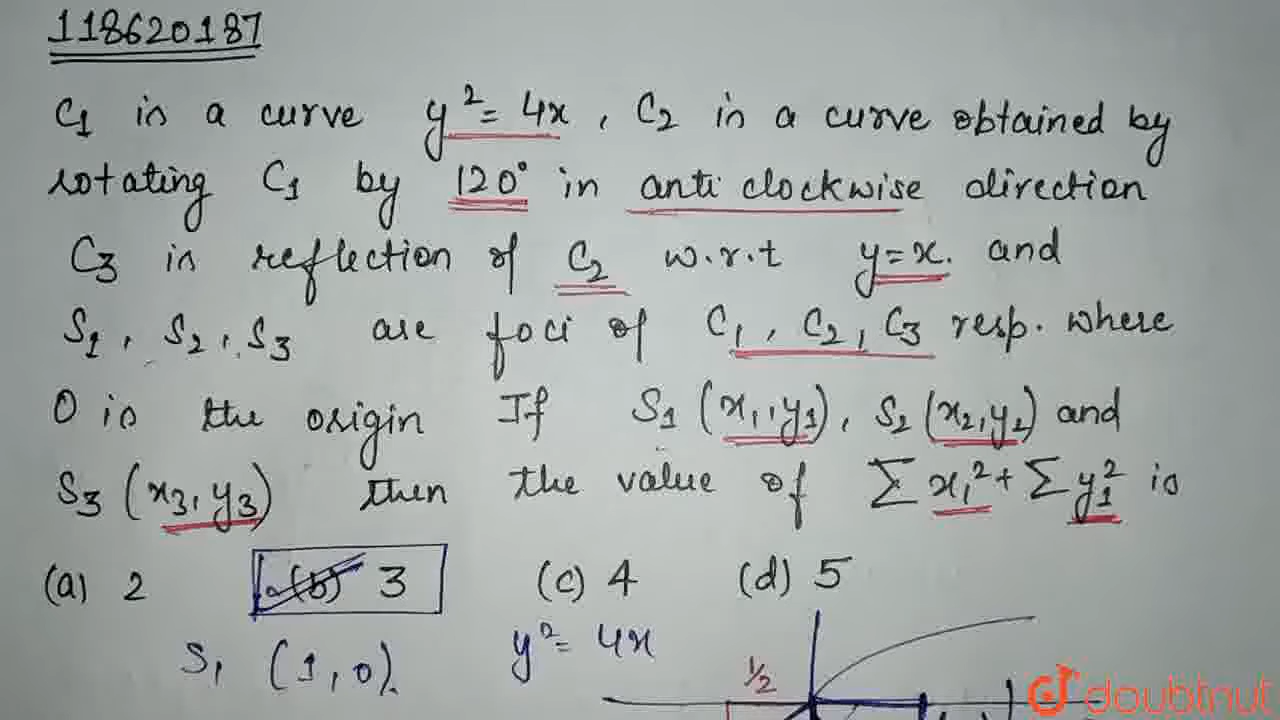 118620187
C1 is a curve y²= 4x , C2 is a curve obtained by
rotating C1 by 120° in anti clockwise direction
C3 is reflection of C2 w.r.t y=x. and
S1 , S2 , S3 are foci of C1 , C2 , C3 resp. where
O is the origin If S1 (x1,y1), S2 (x2,y2) and
S3 (x3,y3) then the value of Σx1²+ Σy1² is
(a) 2 (b) 3 (c) 4 (d) 5
S1 (1,0). y²= 4x
1/2
doubtnut